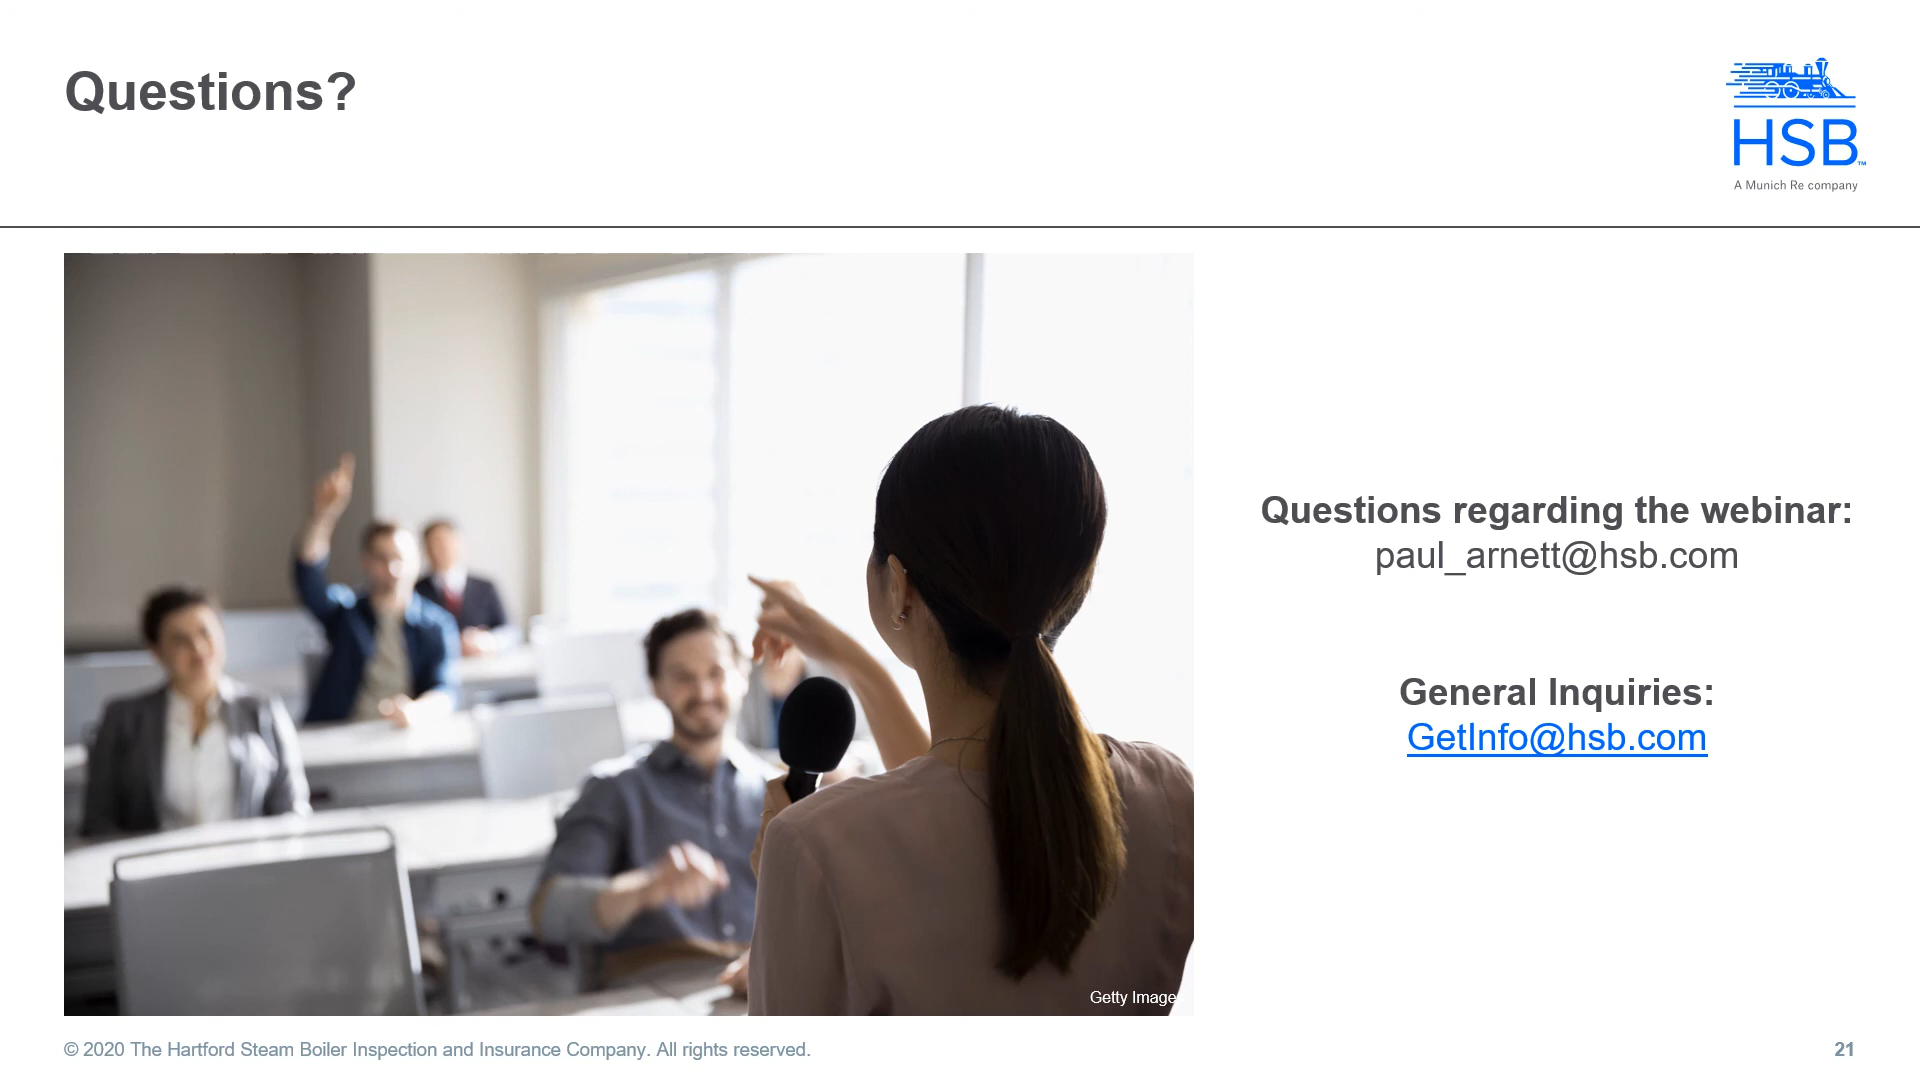 Questions?
HSB
TM
A Munich Re company
Questions regarding the webinar:
paul_arnett@hsb.com
General Inquiries:
GetInfo@hsb.com
Getty Image
© 2020 The Hartford Steam Boiler Inspection and Insurance Company. All rights reserved.
21